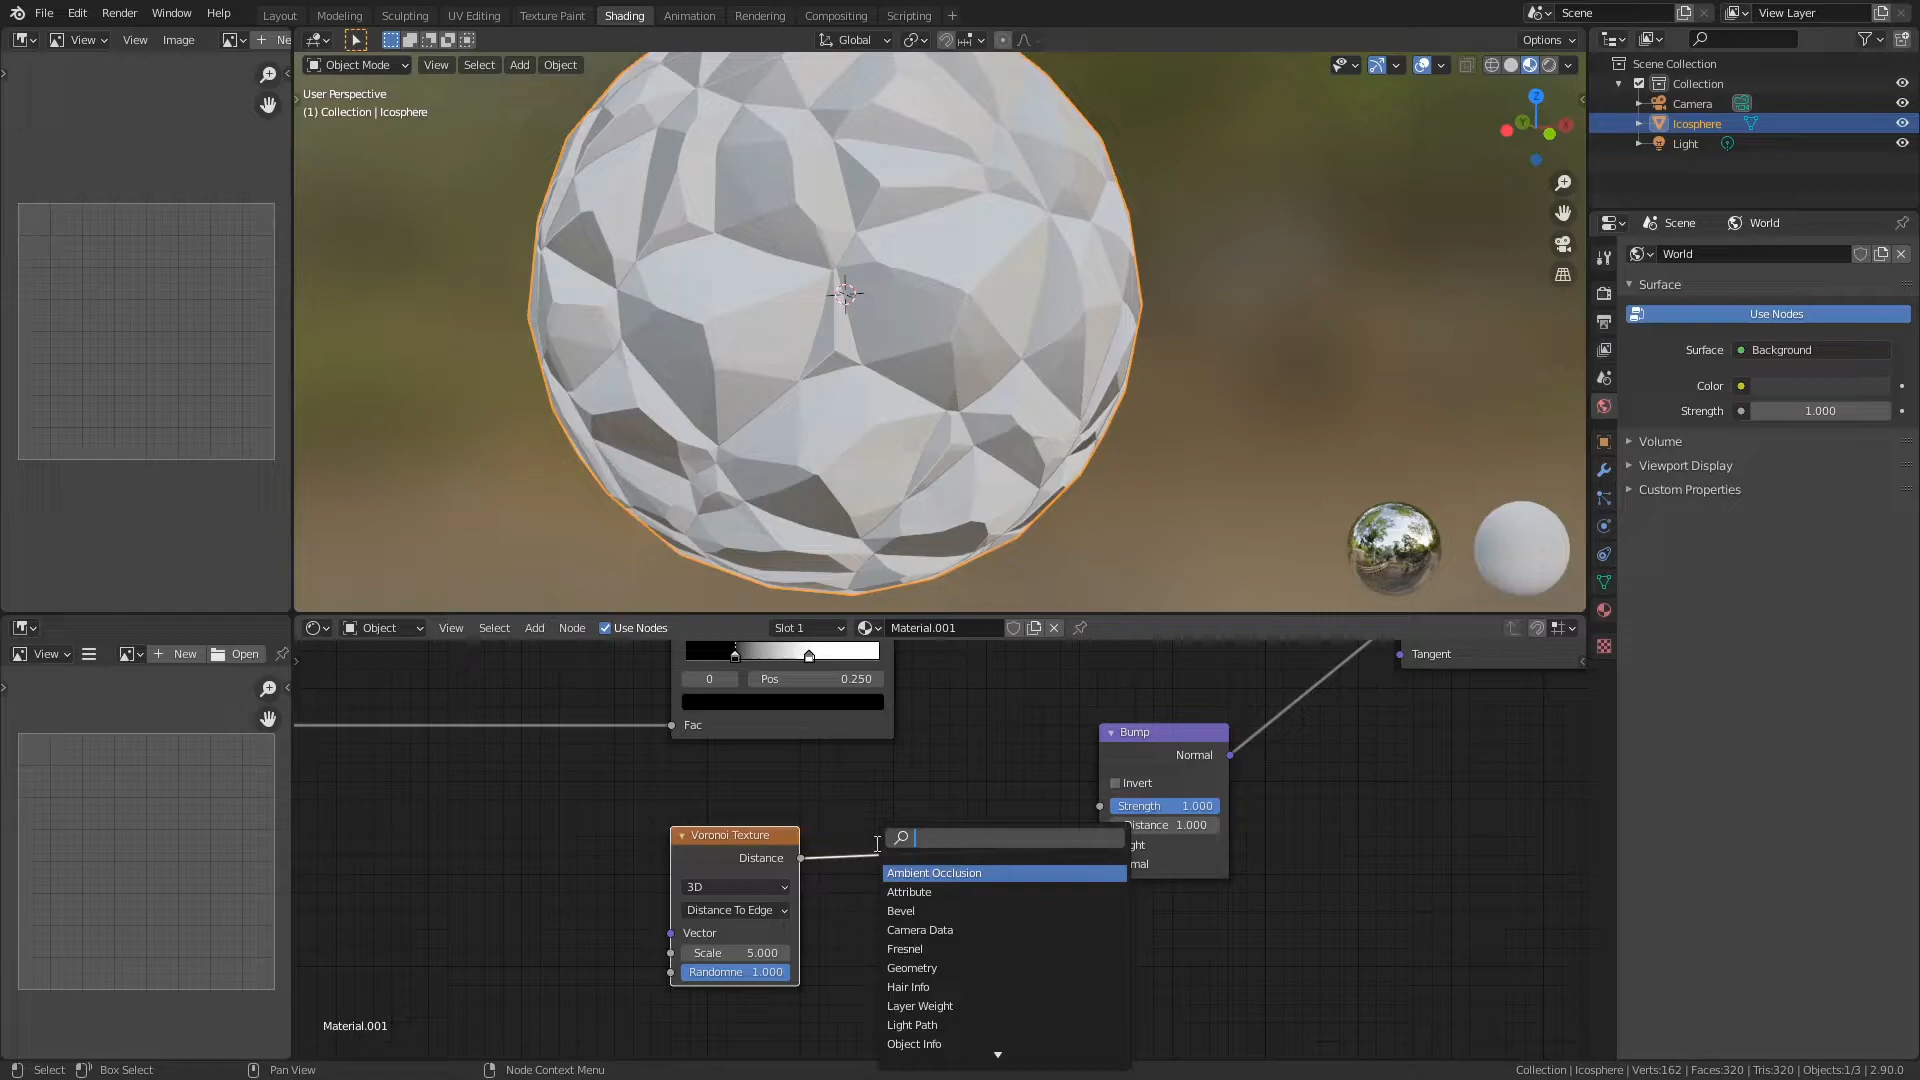 File Edit Render Window Help
Layout Modeling Sculpting UV Editing Texture Paint Shading Animation Rendering Compositing Scripting +
Scene View Layer
View View Image Ne
Global Options
Object Mode View Select Add Object
User Perspective
(1) Collection | Icosphere
Z
Y
X
Scene Collection
Collection
Camera
Icosphere
Light
Scene World
World
Surface
Use Nodes
Surface Background
Color
Strength 1.000
Volume
Viewport Display
Custom Properties
View New Open
Object View Select Add Node Use Nodes Slot 1 Material.001
0 Pos 0.250
Fac
Tangent
Bump
Normal
Invert
Strength 1.000
Distance 1.000
ght
mal
Voronoi Texture
Distance
3D
Distance To Edge
Vector
Scale 5.000
Randomne 1.000
Ambient Occlusion
Attribute
Bevel
Camera Data
Fresnel
Geometry
Hair Info
Layer Weight
Light Path
Object Info
Material.001
Select Box Select Pan View Node Context Menu Collection | Icosphere | Verts:162 | Faces:320 | Tris:320 | Objects:1/3 | 2.90.0